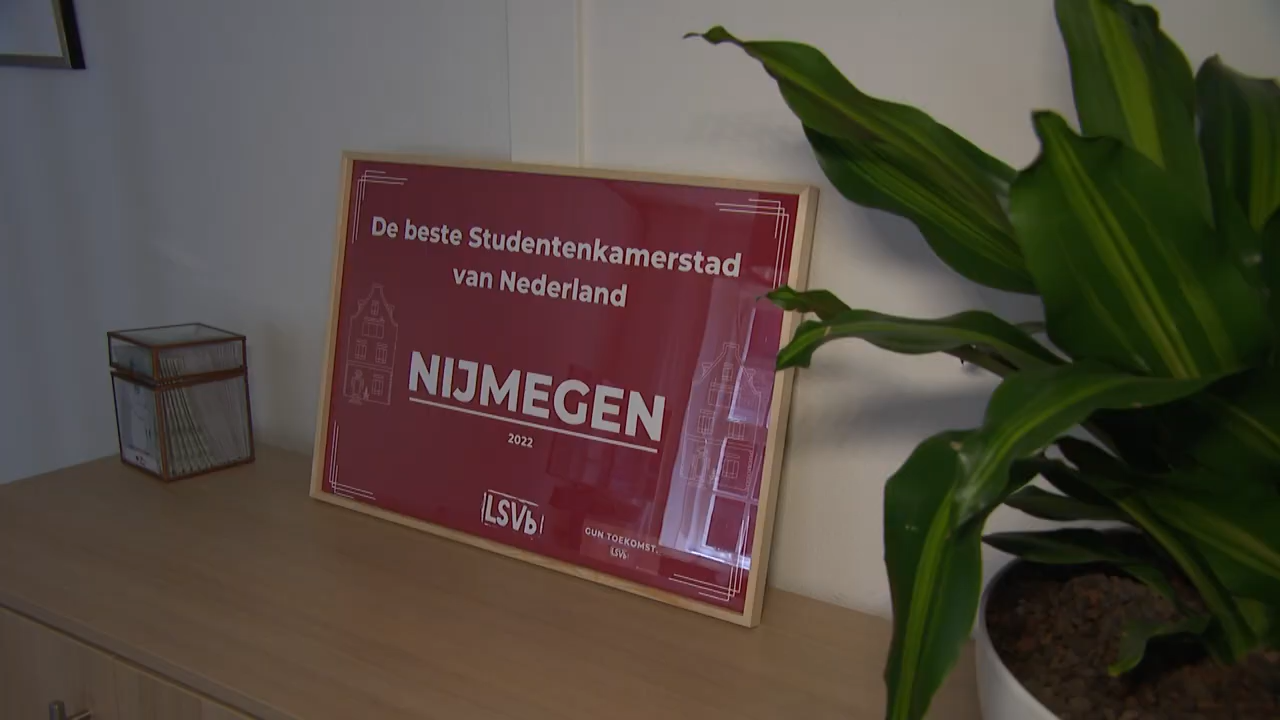 De beste Studentenkamerstad
van Nederland
NIJMEGEN
2022
LSVb
GUN TOEKOMST.
LSVb